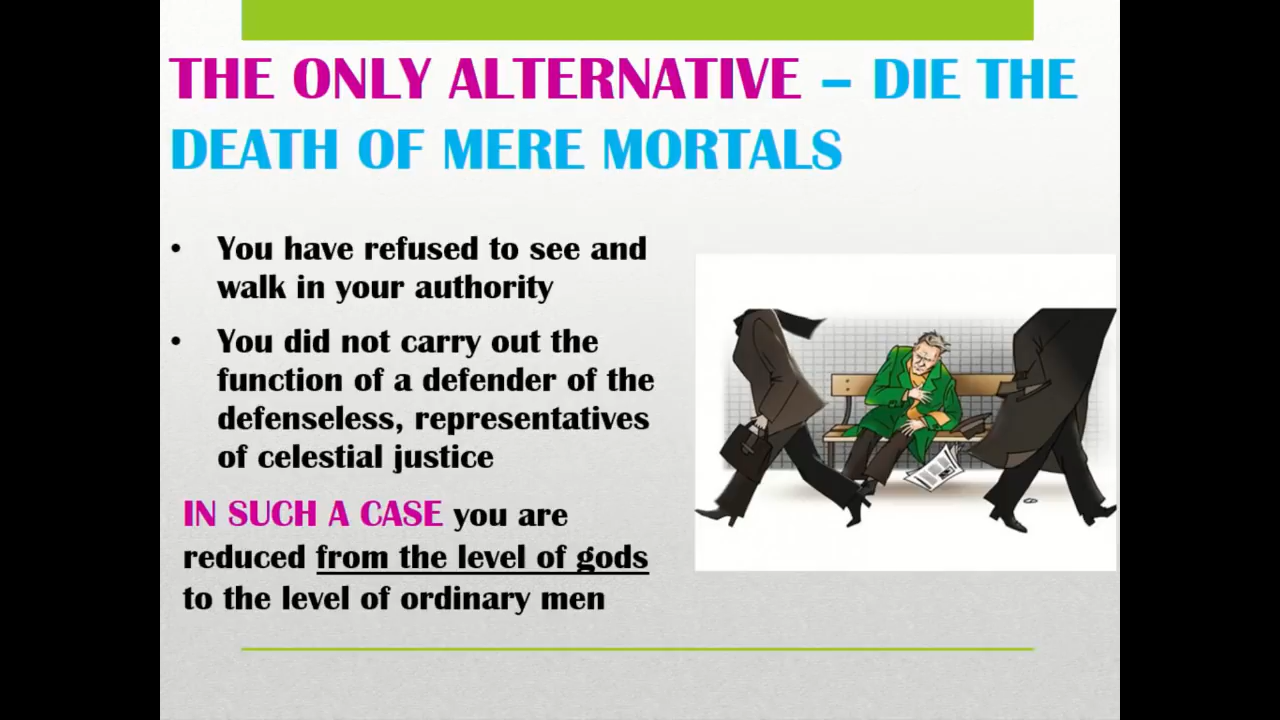 THE ONLY ALTERNATIVE – DIE THE
DEATH OF MERE MORTALS
• You have refused to see and
walk in your authority
• You did not carry out the
function of a defender of the
defenseless, representatives
of celestial justice
IN SUCH A CASE you are
reduced from the level of gods
to the level of ordinary men